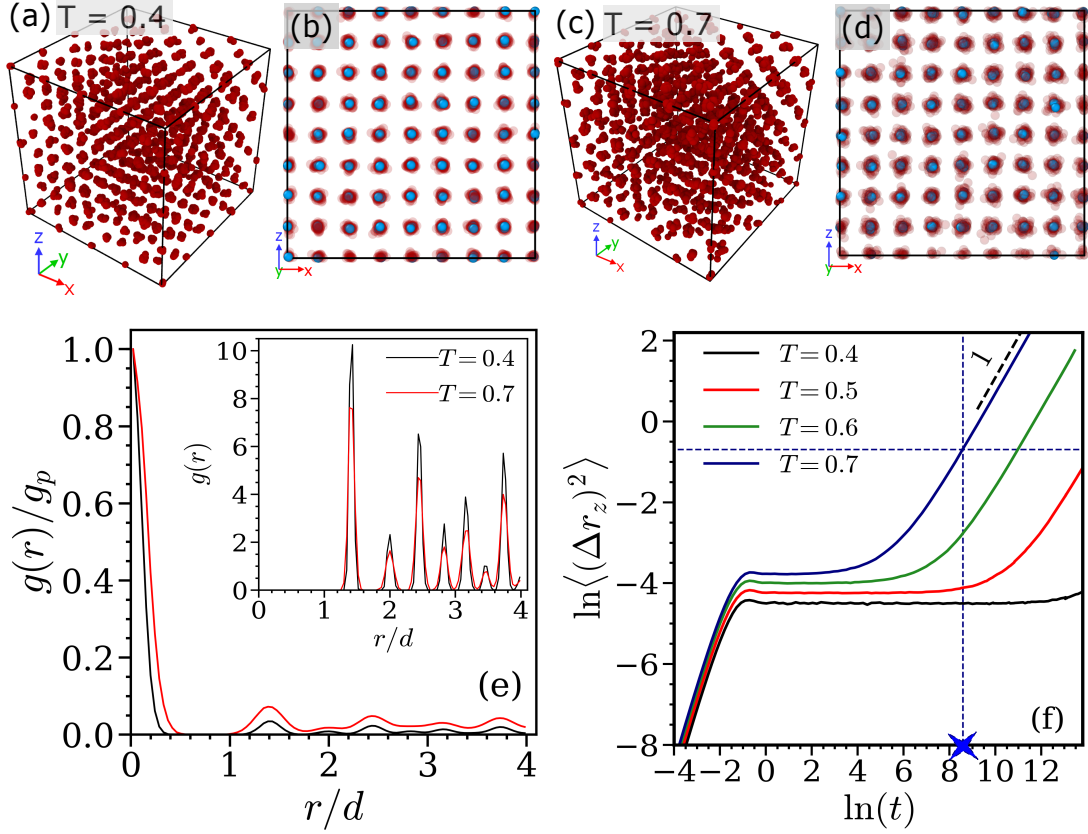 (a) T = 0.4
(b)
(c) T = 0.7
(d)
z
y
x
z
y
x
z
y
x
z
y
x
1.0
0.8
0.6
0.4
0.2
0.0
g(r)/g_p
0 1 2 3 4
r/d
(e)
10
8
6
4
2
0
g(r)
0 1 2 3 4
r/d
T = 0.4
T = 0.7
2
0
−2
−4
−6
−8
ln⟨(Δr_z)²⟩
−4 −2 0 2 4 6 8 10 12
ln(t)
T = 0.4
T = 0.5
T = 0.6
T = 0.7
1
(f)